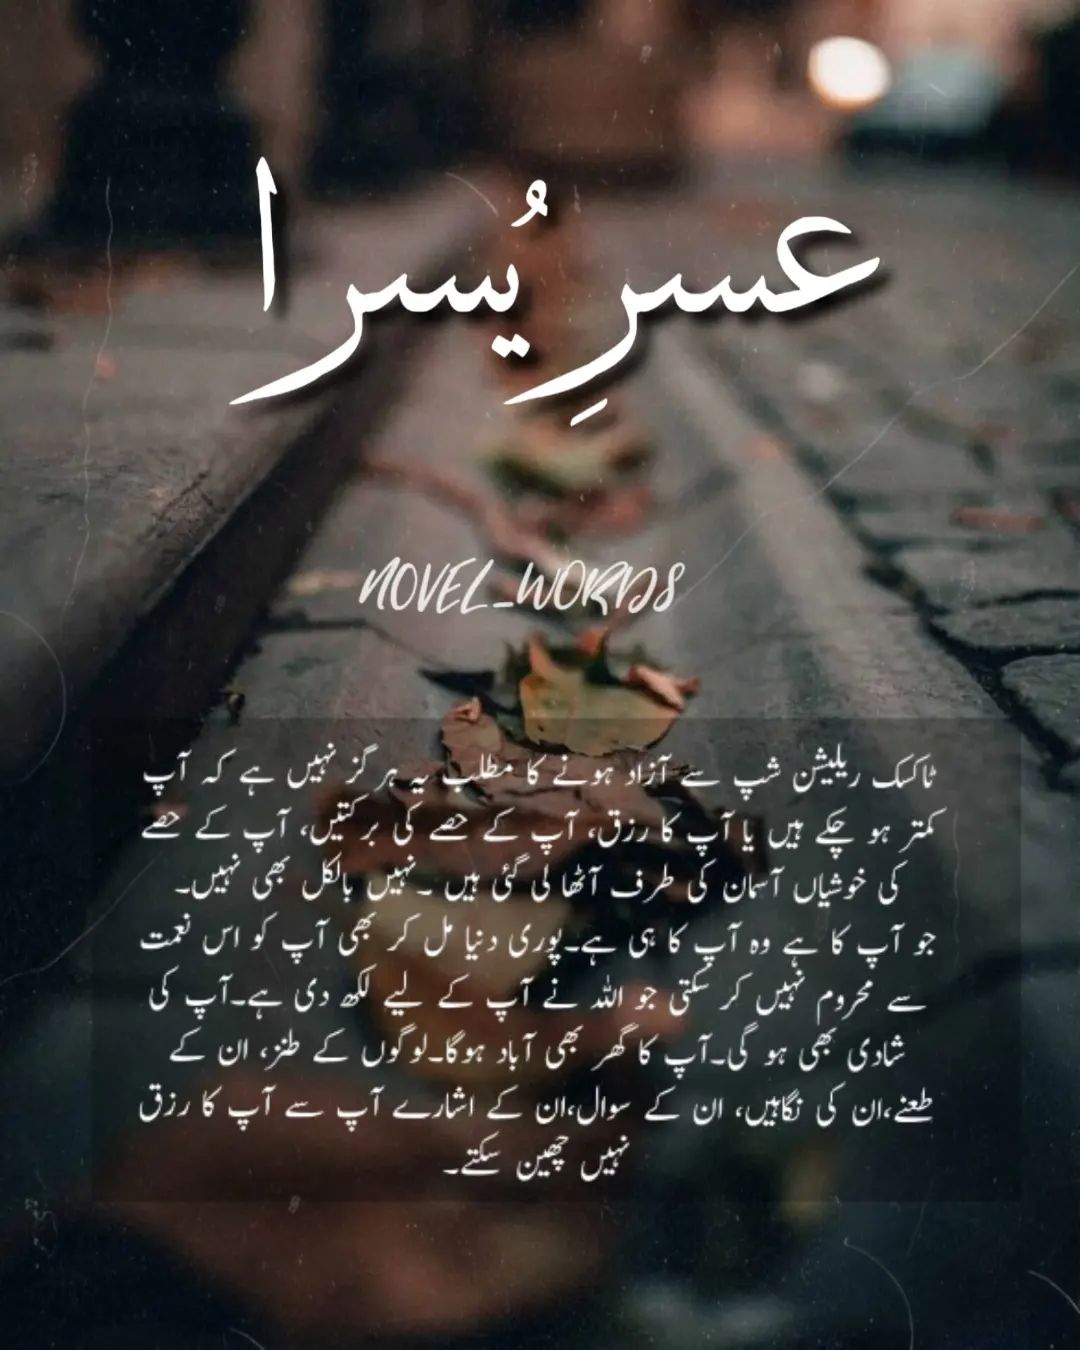 عسرِ یُسرا
NOVEL_WORDS
ٹاکسک ریلیشن شپ سے آزاد ہونے کا مطلب یہ ہرگز نہیں ہے کہ آپ
کمتر ہو چکے ہیں یا آپ کا رزق، آپ کے حصے کی برکتیں، آپ کے حصے
کی خوشیاں آسمان کی طرف آٹھا لی گئی ہیں ۔نہیں بالکل بھی نہیں۔
جو آپ کا ہے وہ آپ کا ہی ہے۔پوری دنیا مل کر بھی آپ کو اس نعمت
سے محروم نہیں کر سکتی جو اللہ نے آپ کے لیے لکھ دی ہے۔آپ کی
شادی بھی ہو گی۔آپ کا گھر بھی آباد ہوگا۔لوگوں کے طنز، ان کے
طعنے،ان کی نگاہیں، ان کے سوال،ان کے اشارے آپ سے آپ کا رزق
نہیں چھین سکتے۔